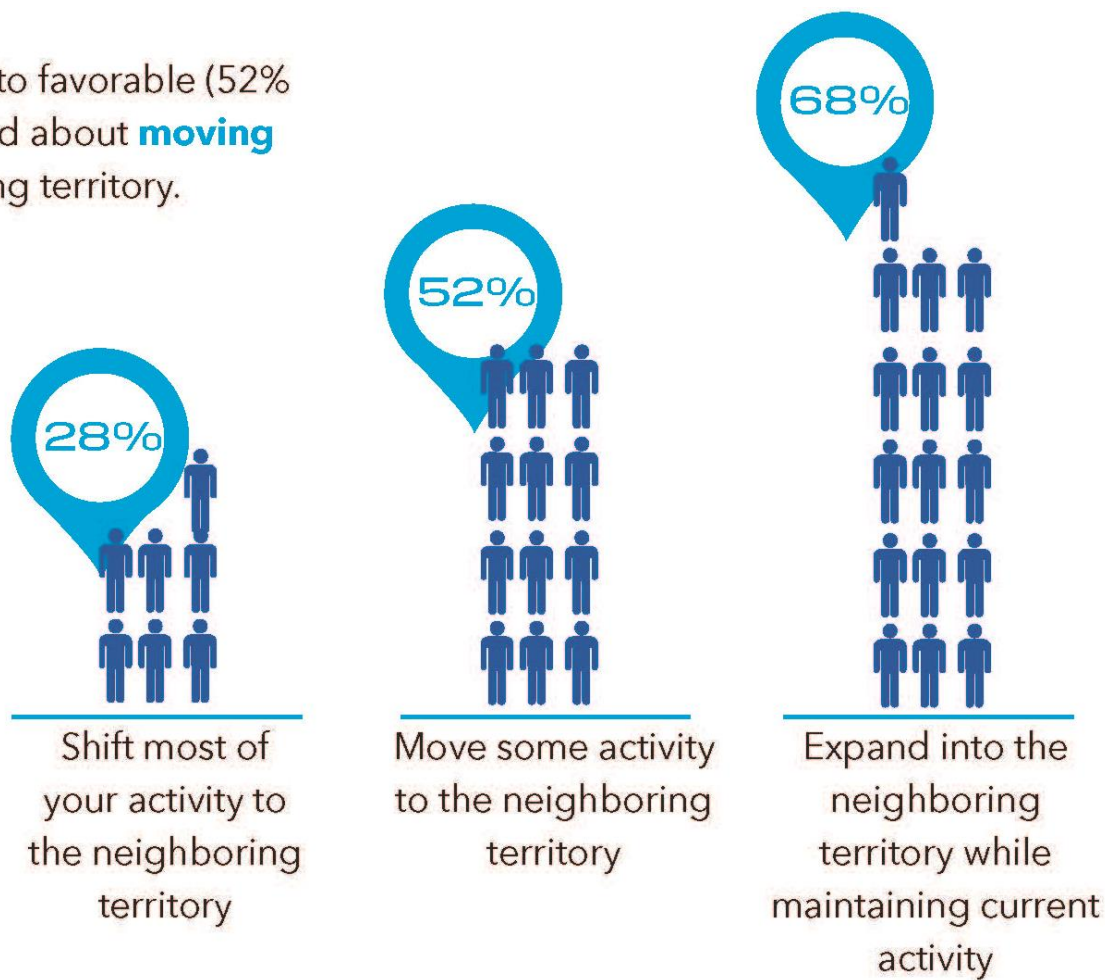 to favorable (52%
d about moving
ng territory.
28%
52%
68%
Shift most of
your activity to
the neighboring
territory
Move some activity
to the neighboring
territory
Expand into the
neighboring
territory while
maintaining current
activity